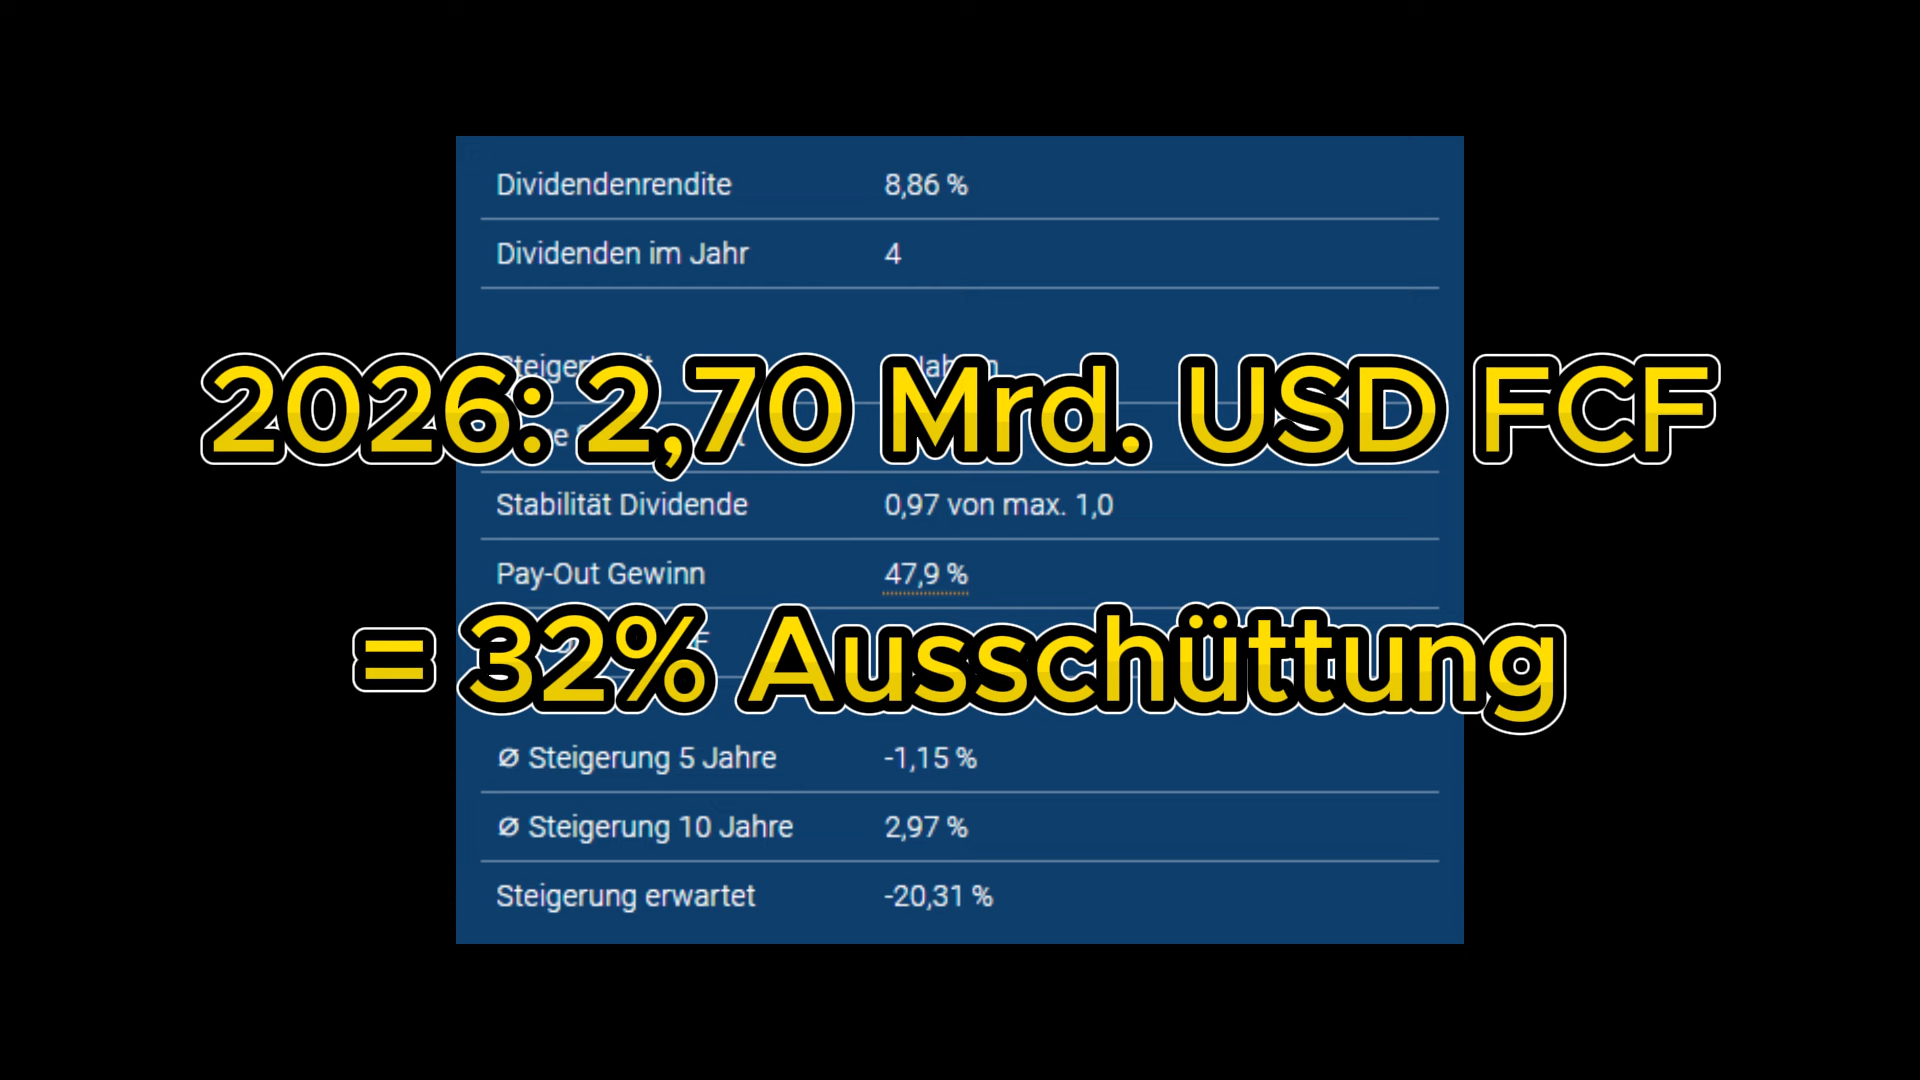 Dividendenrendite 8,86 %
Dividenden im Jahr 4
2026: 2,70 Mrd. USD FCF
Stabilität Dividende 0,97 von max. 1,0
Pay-Out Gewinn 47,9 %
= 32% Ausschüttung
Ø Steigerung 5 Jahre -1,15 %
Ø Steigerung 10 Jahre 2,97 %
Steigerung erwartet -20,31 %